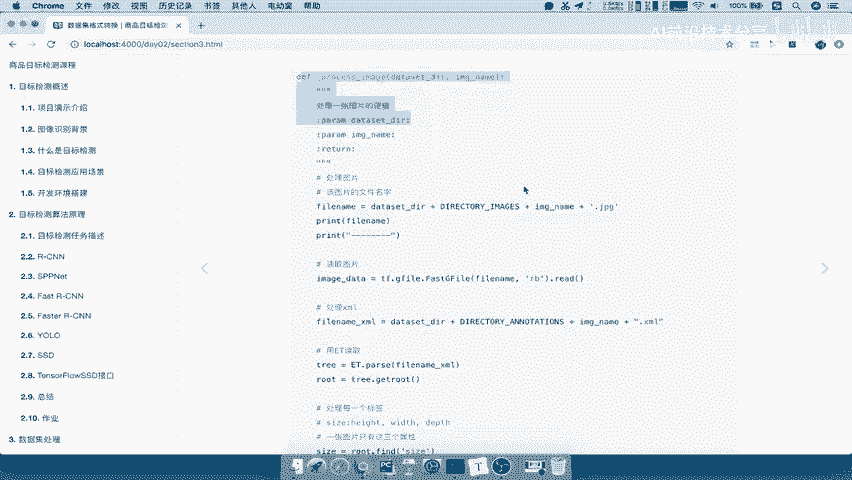 Chrome 文件 修改 视图 历史记录 书签 其他人 电动窗 帮助
100%
数据集格式转换 | 商品目标检测
localhost:4000/day02/section3.html
商品目标检测课程
1. 目标检测概述
1.1. 项目演示介绍
1.2. 图像识别背景
1.3. 什么是目标检测
1.4. 目标检测应用场景
1.5. 开发环境搭建
2. 目标检测算法原理
2.1. 目标检测任务描述
2.2. R-CNN
2.3. SPPNet
2.4. Fast R-CNN
2.5. Faster R-CNN
2.6. YOLO
2.7. SSD
2.8. TensorFlowSSD接口
2.9. 总结
2.10. 作业
3. 数据集处理
def _process_image(dataset_dir, img_name):
"""
处理一张图片的逻辑
:param dataset_dir:
:param img_name:
:return:
"""
# 处理图片
# 该图片的文件名字
filename = dataset_dir + DIRECTORY_IMAGES + img_name + '.jpg'
print(filename)
print("--------")
# 读取图片
image_data = tf.gfile.FastGFile(filename, 'rb').read()
# 处理xml
filename_xml = dataset_dir + DIRECTORY_ANNOTATIONS + img_name + ".xml"
# 用ET读取
tree = ET.parse(filename_xml)
root = tree.getroot()
# 处理每一个标签
# size:height, width, depth
# 一张图片只有这三个属性
size = root.find('size')